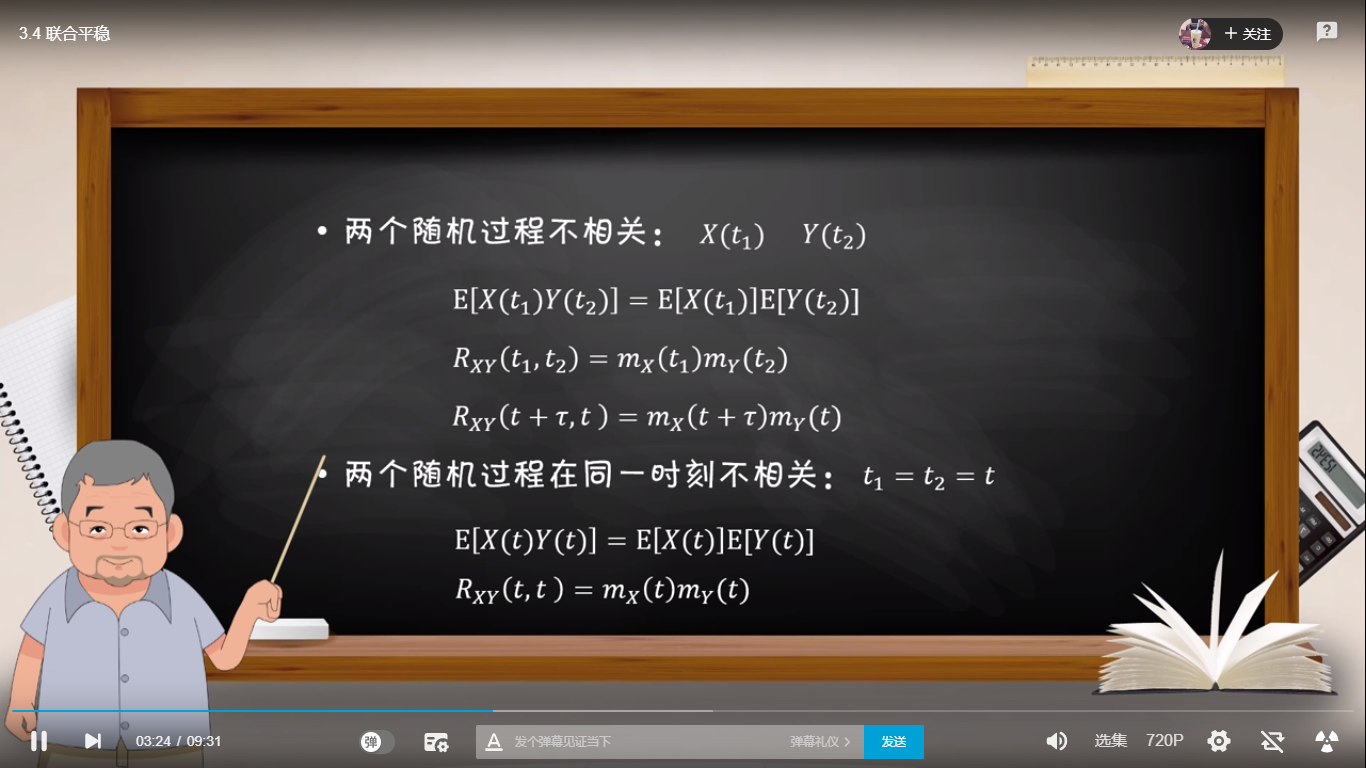 3.4 联合平稳
+ 关注
• 两个随机过程不相关： X(t₁) Y(t₂)
E[X(t₁)Y(t₂)] = E[X(t₁)]E[Y(t₂)]
R_XY(t₁, t₂) = m_X(t₁)m_Y(t₂)
R_XY(t + τ, t ) = m_X(t + τ)m_Y(t)
• 两个随机过程在同一时刻不相关： t₁ = t₂ = t
E[X(t)Y(t)] = E[X(t)]E[Y(t)]
R_XY(t, t ) = m_X(t)m_Y(t)
03:24 / 09:31 弹 A 发个弹幕见证当下 弹幕礼仪 > 发送 选集 720P